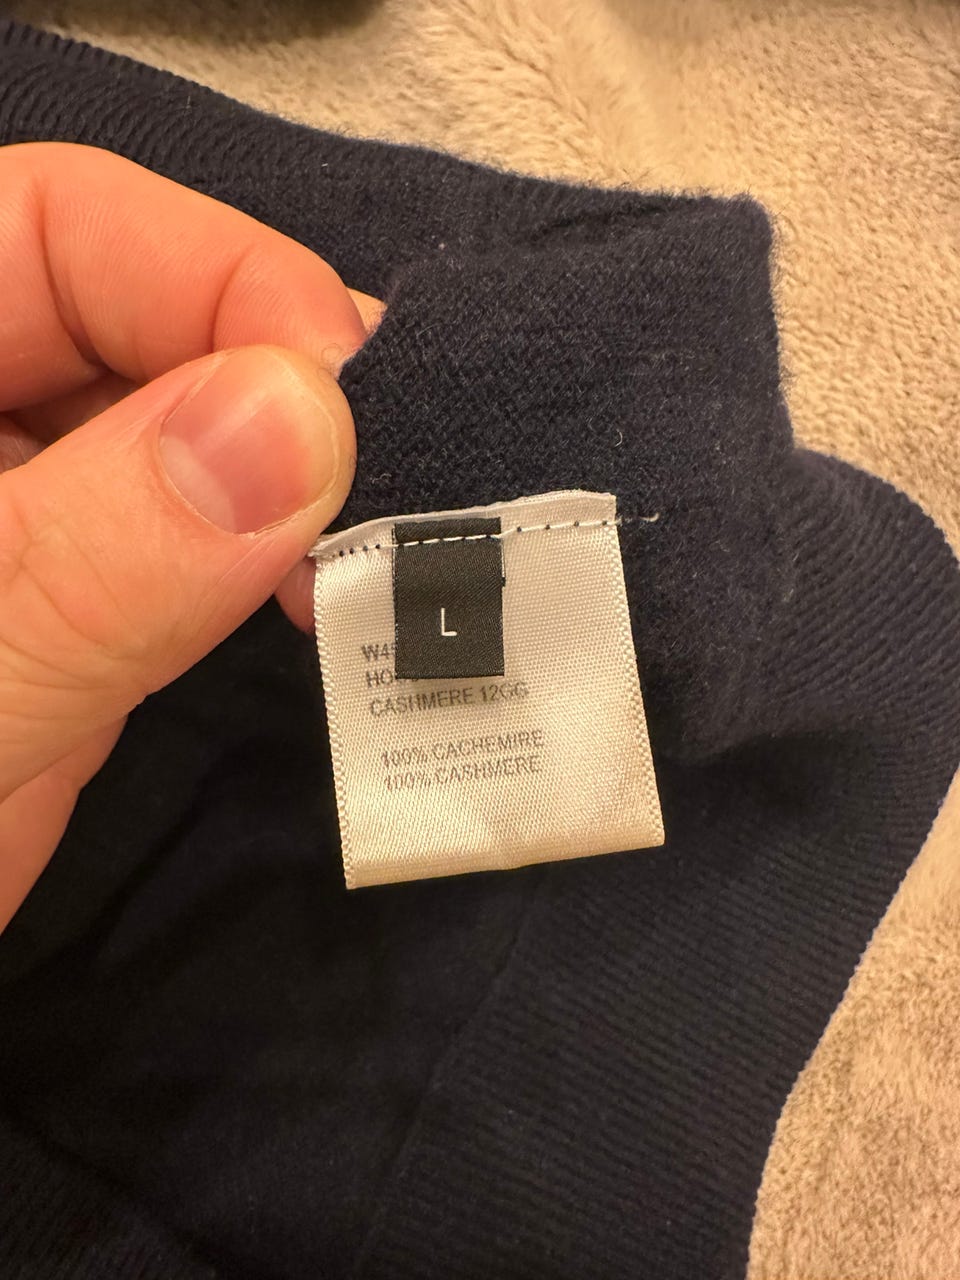 L
CASHMERE 12GG
100% CACHEMIRE
100% CASHMERE